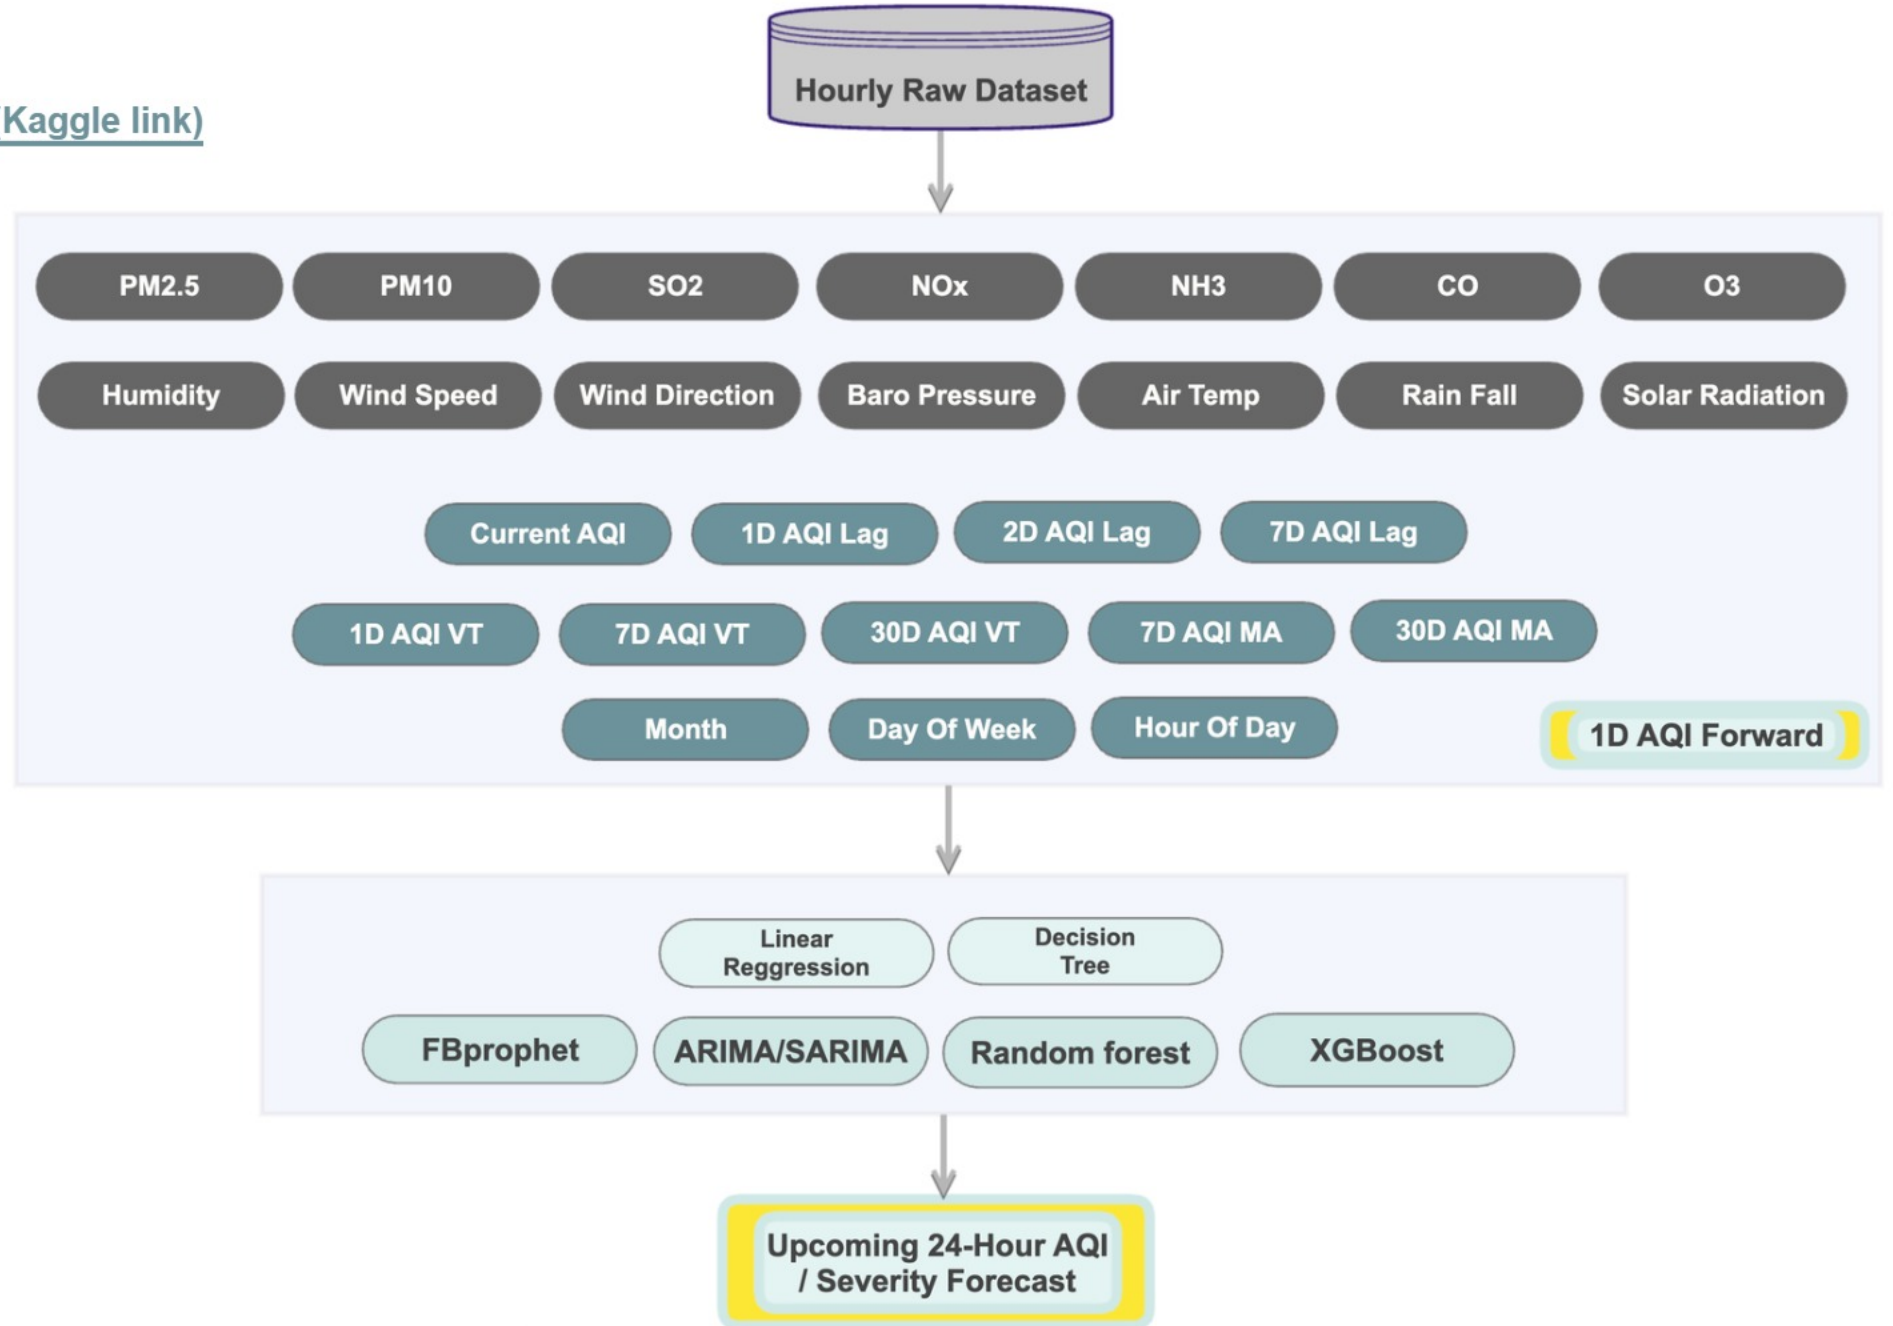 Hourly Raw Dataset
(Kaggle link)
PM2.5
PM10
SO2
NOx
NH3
CO
O3
Humidity
Wind Speed
Wind Direction
Baro Pressure
Air Temp
Rain Fall
Solar Radiation
Current AQI
1D AQI Lag
2D AQI Lag
7D AQI Lag
1D AQI VT
7D AQI VT
30D AQI VT
7D AQI MA
30D AQI MA
Month
Day Of Week
Hour Of Day
1D AQI Forward
Linear
Reggression
Decision
Tree
FBprophet
ARIMA/SARIMA
Random forest
XGBoost
Upcoming 24-Hour AQI
/ Severity Forecast